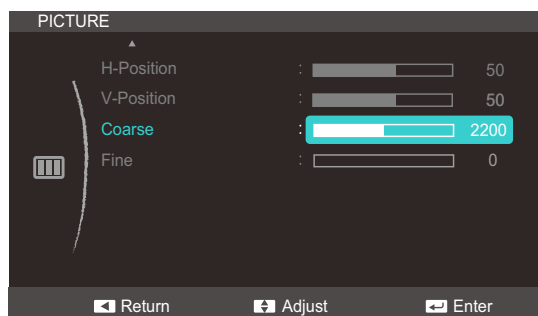 PICTURE
H-Position : 50
V-Position : 50
Coarse : 2200
Fine : 0
Return Adjust Enter